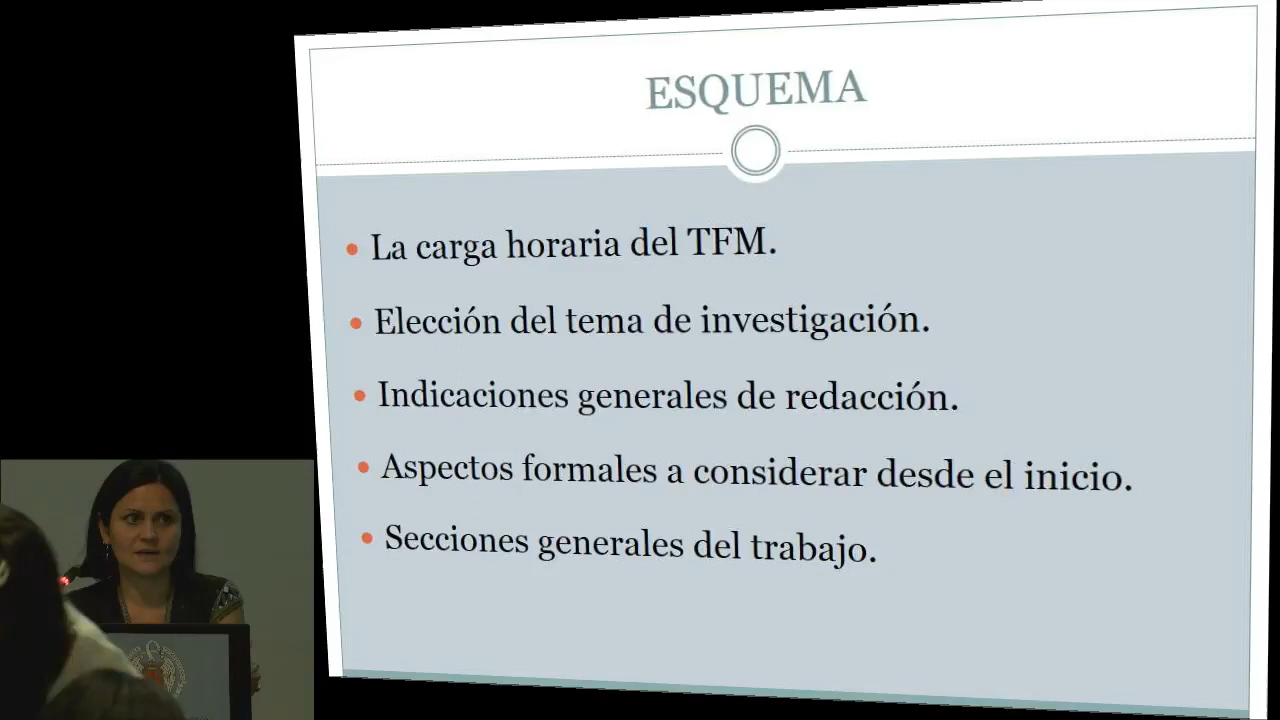 ESQUEMA
• La carga horaria del TFM.
• Elección del tema de investigación.
• Indicaciones generales de redacción.
• Aspectos formales a considerar desde el inicio.
• Secciones generales del trabajo.